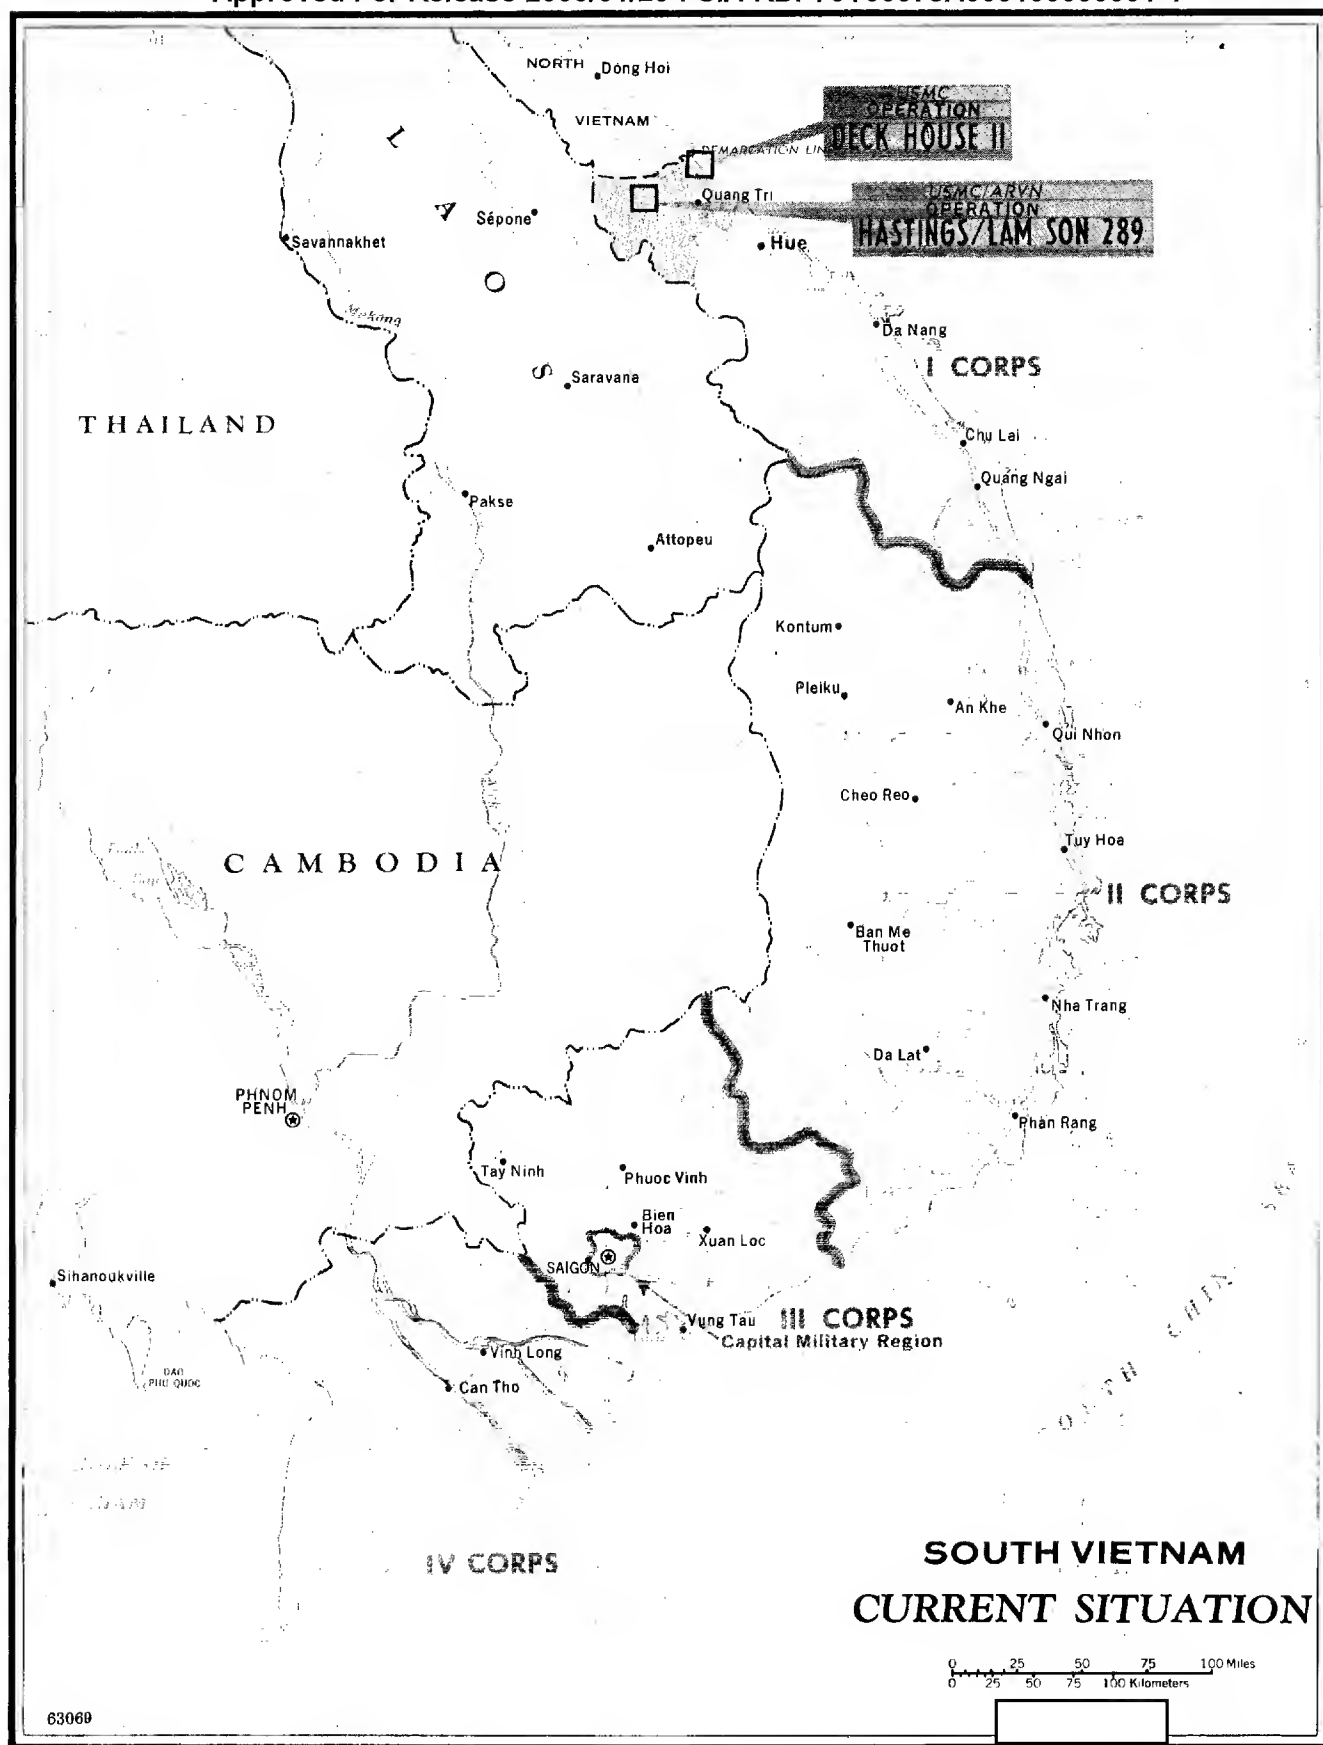 NORTH
Dong Hoi
VIETNAM
USMC
OPERATION
DECK HOUSE II
DEMARCATION LINE
USMC/ARVN
OPERATION
HASTINGS/LAM SON 289
Quang Tri
Sépone
Savannakhet
Hue
L A O S
Mekong
Da Nang
I CORPS
Saravane
THAILAND
Chu Lai
Quang Ngai
Pakse
Attopeu
Kontum
Pleiku
An Khe
Qui Nhon
Cheo Reo
Tuy Hoa
CAMBODIA
II CORPS
Ban Me
Thuot
Nha Trang
Da Lat
PHNOM
PENH
Phan Rang
Tay Ninh
Phuoc Vinh
Bien
Hoa
Xuan Loc
SAIGON
Sihanoukville
Vung Tau
III CORPS
Capital Military Region
Vinh Long
DAO
PHU QUOC
Can Tho
IV CORPS
SOUTH VIETNAM
CURRENT SITUATION
0 25 50 75 100 Miles
0 25 50 75 100 Kilometers
63069